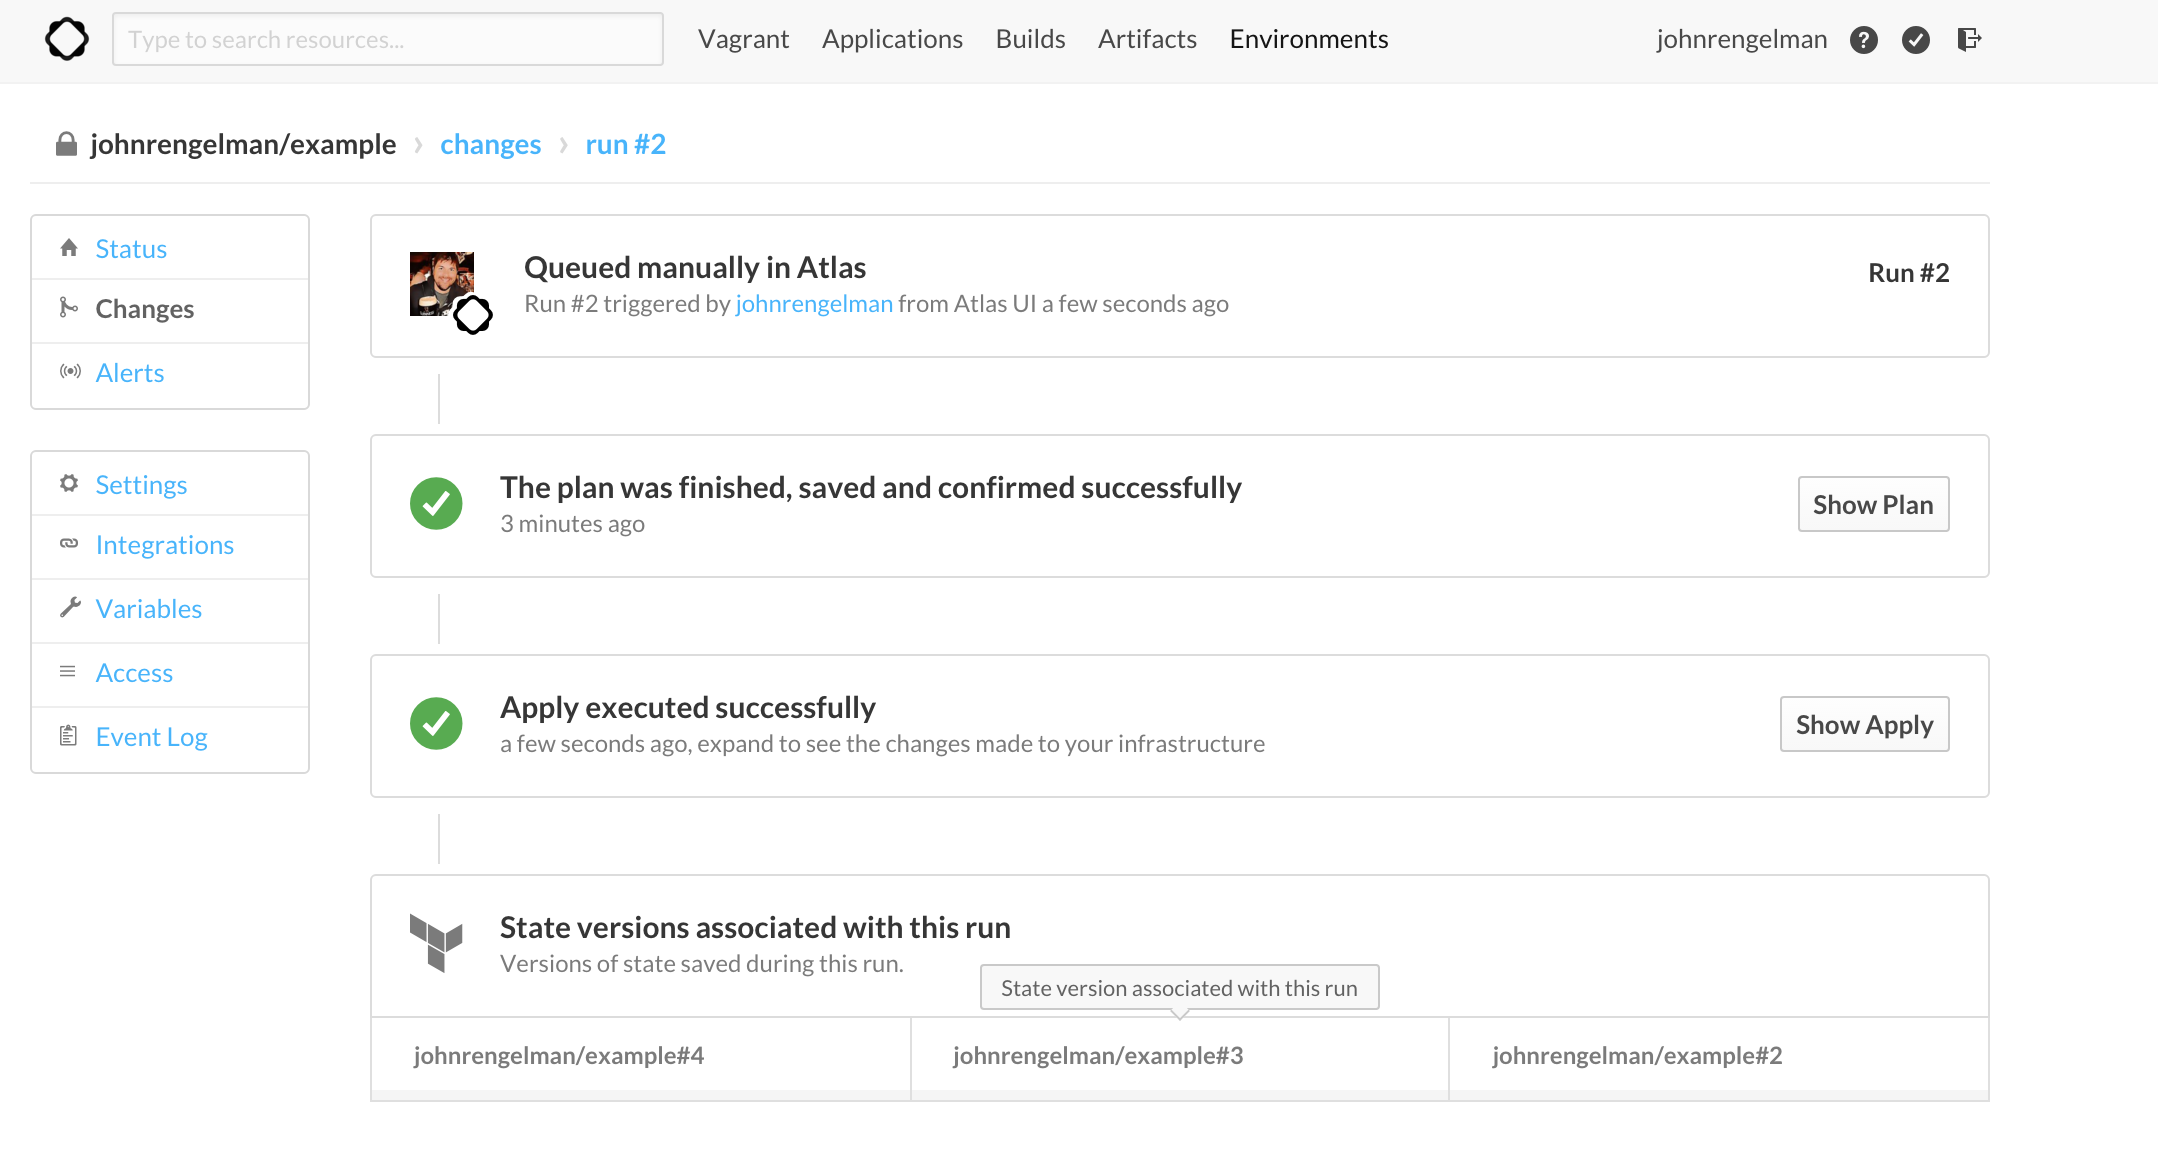 Type to search resources...
Vagrant Applications Builds Artifacts Environments
johnrengelman
johnrengelman/example › changes › run #2
Status
Changes
Alerts
Settings
Integrations
Variables
Access
Event Log
Queued manually in Atlas
Run #2 triggered by johnrengelman from Atlas UI a few seconds ago
Run #2
The plan was finished, saved and confirmed successfully
3 minutes ago
Show Plan
Apply executed successfully
a few seconds ago, expand to see the changes made to your infrastructure
Show Apply
State versions associated with this run
Versions of state saved during this run.
State version associated with this run
johnrengelman/example#4
johnrengelman/example#3
johnrengelman/example#2